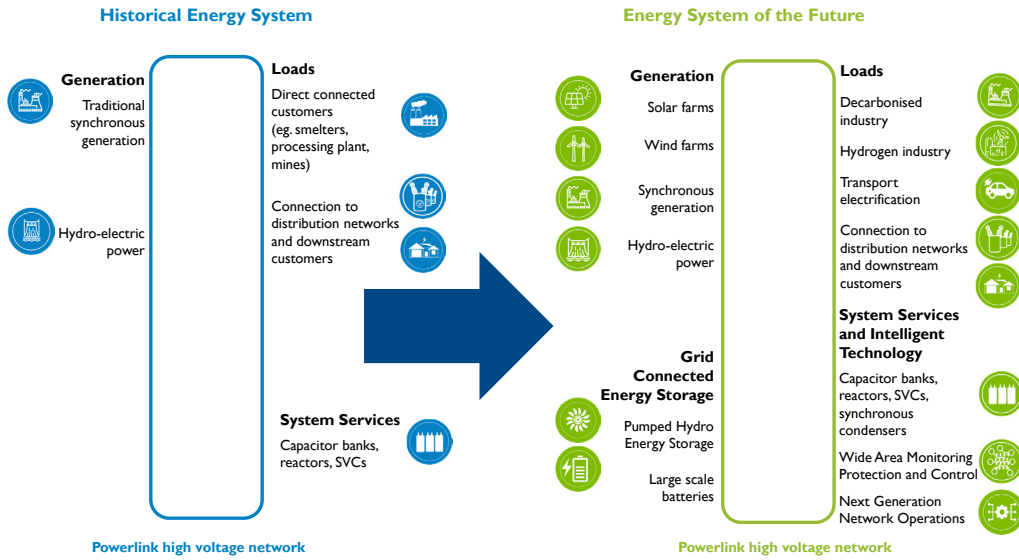 Historical Energy System
Generation
Traditional
synchronous
generation
Hydro-electric
power
Loads
Direct connected
customers
(eg. smelters,
processing plant,
mines)
Connection to
distribution networks
and downstream
customers
System Services
Capacitor banks,
reactors, SVCs
Powerlink high voltage network
Energy System of the Future
Generation
Solar farms
Wind farms
Synchronous
generation
Hydro-electric
power
Grid
Connected
Energy Storage
Pumped Hydro
Energy Storage
Large scale
batteries
Loads
Decarbonised
industry
Hydrogen industry
Transport
electrification
Connection to
distribution networks
and downstream
customers
System Services
and Intelligent
Technology
Capacitor banks,
reactors, SVCs,
synchronous
condensers
Wide Area Monitoring
Protection and Control
Next Generation
Network Operations
Powerlink high voltage network